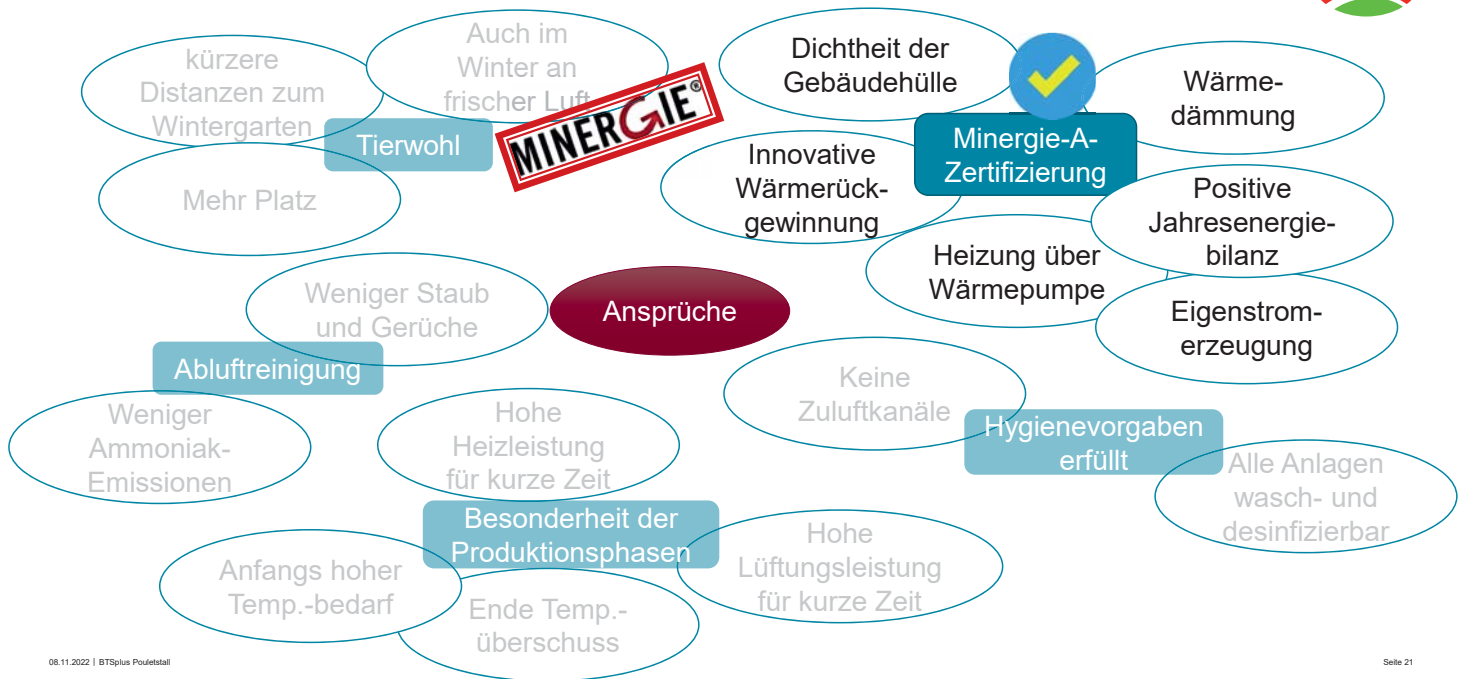 kürzere
Distanzen zum
Wintergarten
Auch im
Winter an
frischer Luft
Tierwohl
Mehr Platz
MINERGIE®
Dichtheit der
Gebäudehülle
Wärme-
dämmung
Minergie-A-
Zertifizierung
Innovative
Wärmerück-
gewinnung
Positive
Jahresenergie-
bilanz
Heizung über
Wärmepumpe
Eigenstrom-
erzeugung
Weniger Staub
und Gerüche
Ansprüche
Abluftreinigung
Weniger
Ammoniak-
Emissionen
Hohe
Heizleistung
für kurze Zeit
Keine
Zuluftkanäle
Hygienevorgaben
erfüllt
Alle Anlagen
wasch- und
desinfizierbar
Besonderheit der
Produktionsphasen
Anfangs hoher
Temp.-bedarf
Ende Temp.-
überschuss
Hohe
Lüftungsleistung
für kurze Zeit
08.11.2022 | BTSplus Pouletstall
Seite 21